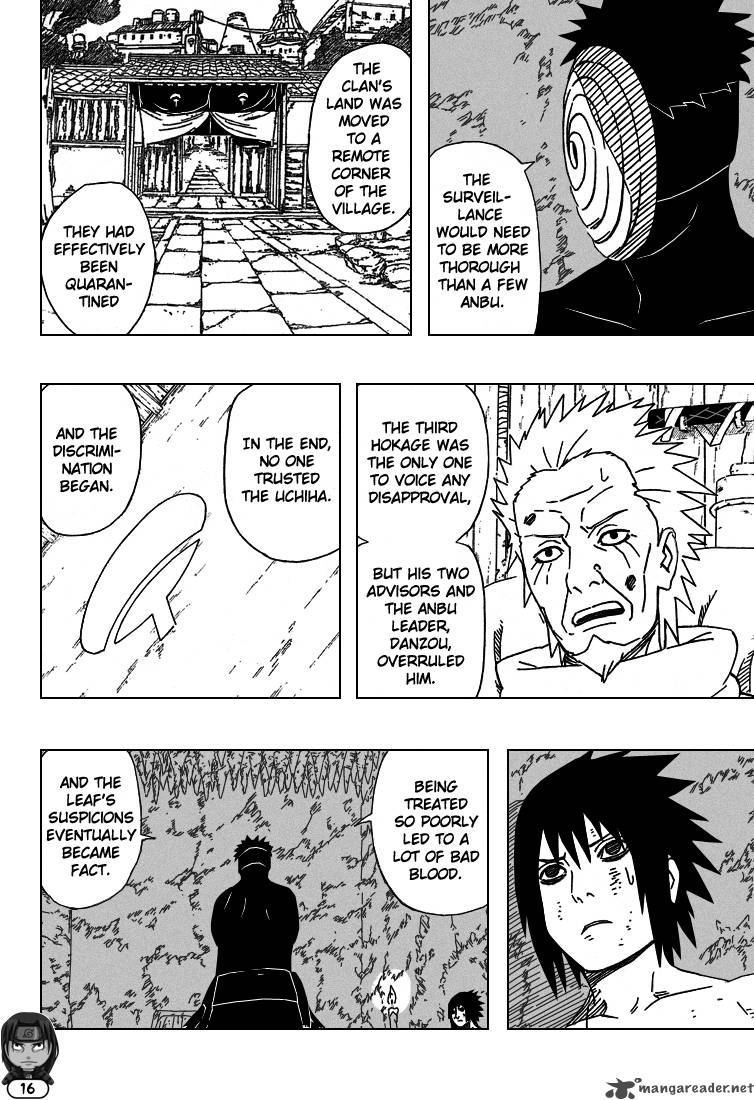 THE
SURVEIL-
LANCE
WOULD NEED
TO BE MORE
THOROUGH
THAN A FEW
ANBU.
THE
CLAN'S
LAND WAS
MOVED
TO A
REMOTE
CORNER
OF THE
VILLAGE.
THEY HAD
EFFECTIVELY
BEEN
QUARAN-
TINED
THE THIRD
HOKAGE WAS
THE ONLY ONE
TO VOICE ANY
DISAPPROVAL,
BUT HIS TWO
ADVISORS AND
THE ANBU
LEADER,
DANZOU,
OVERRULED
HIM.
IN THE END,
NO ONE
TRUSTED
THE UCHIHA.
AND THE
DISCRIMI-
NATION
BEGAN.
BEING
TREATED
SO POORLY
LED TO A
LOT OF BAD
BLOOD.
AND THE
LEAF'S
SUSPICIONS
EVENTUALLY
BECAME
FACT.
16
mangareader.net